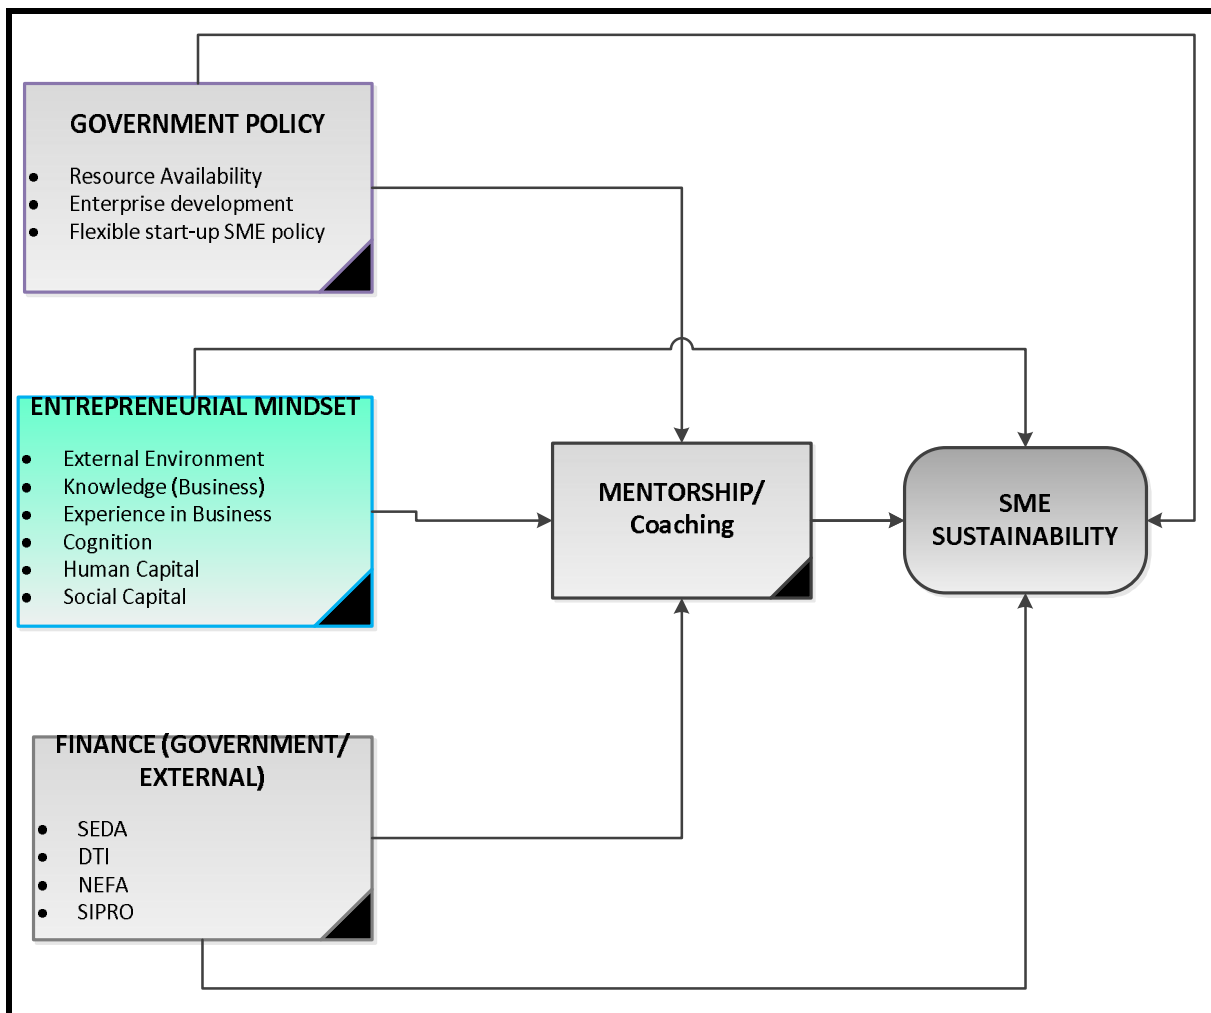 GOVERNMENT POLICY
• Resource Availability
• Enterprise development
• Flexible start-up SME policy
ENTREPRENEURIAL MINDSET
• External Environment
• Knowledge (Business)
• Experience in Business
• Cognition
• Human Capital
• Social Capital
MENTORSHIP/
Coaching
SME
SUSTAINABILITY
FINANCE (GOVERNMENT/
EXTERNAL)
• SEDA
• DTI
• NEFA
• SIPRO